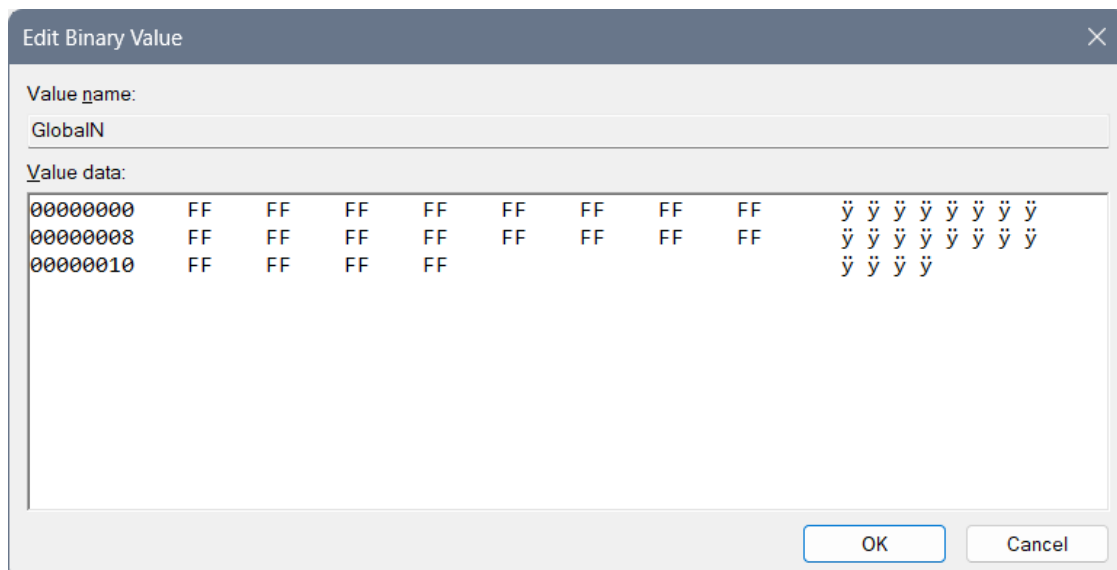 Edit Binary Value
Value name:
GlobalN
Value data:
00000000 FF FF FF FF FF FF FF FF ÿ ÿ ÿ ÿ ÿ ÿ ÿ ÿ
00000008 FF FF FF FF FF FF FF FF ÿ ÿ ÿ ÿ ÿ ÿ ÿ ÿ
00000010 FF FF FF FF ÿ ÿ ÿ ÿ
OK Cancel